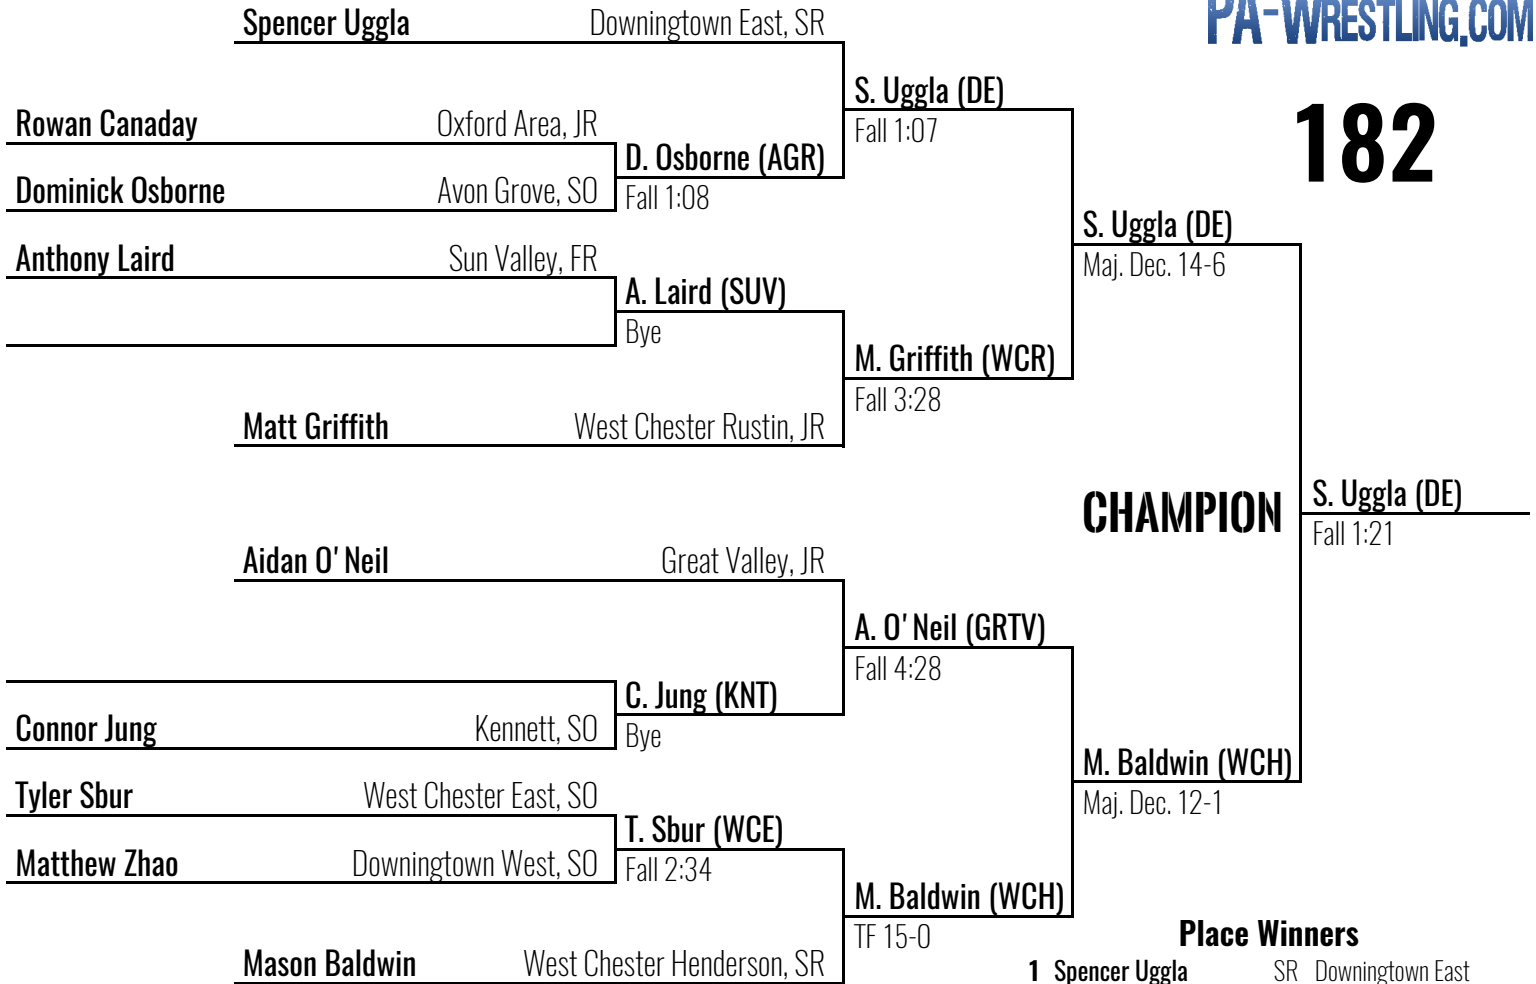 PA-WRESTLING.COM
182
Spencer Uggla Downingtown East, SR
S. Uggla (DE)
Fall 1:07
Rowan Canaday Oxford Area, JR
D. Osborne (AGR)
Fall 1:08
Dominick Osborne Avon Grove, SO
S. Uggla (DE)
Maj. Dec. 14-6
Anthony Laird Sun Valley, FR
A. Laird (SUV)
Bye
M. Griffith (WCR)
Fall 3:28
Matt Griffith West Chester Rustin, JR
CHAMPION
S. Uggla (DE)
Fall 1:21
Aidan O'Neil Great Valley, JR
A. O'Neil (GRTV)
Fall 4:28
C. Jung (KNT)
Bye
Connor Jung Kennett, SO
M. Baldwin (WCH)
Maj. Dec. 12-1
Tyler Sbur West Chester East, SO
T. Sbur (WCE)
Fall 2:34
Matthew Zhao Downingtown West, SO
M. Baldwin (WCH)
TF 15-0
Mason Baldwin West Chester Henderson, SR
Place Winners
1 Spencer Uggla SR Downingtown East